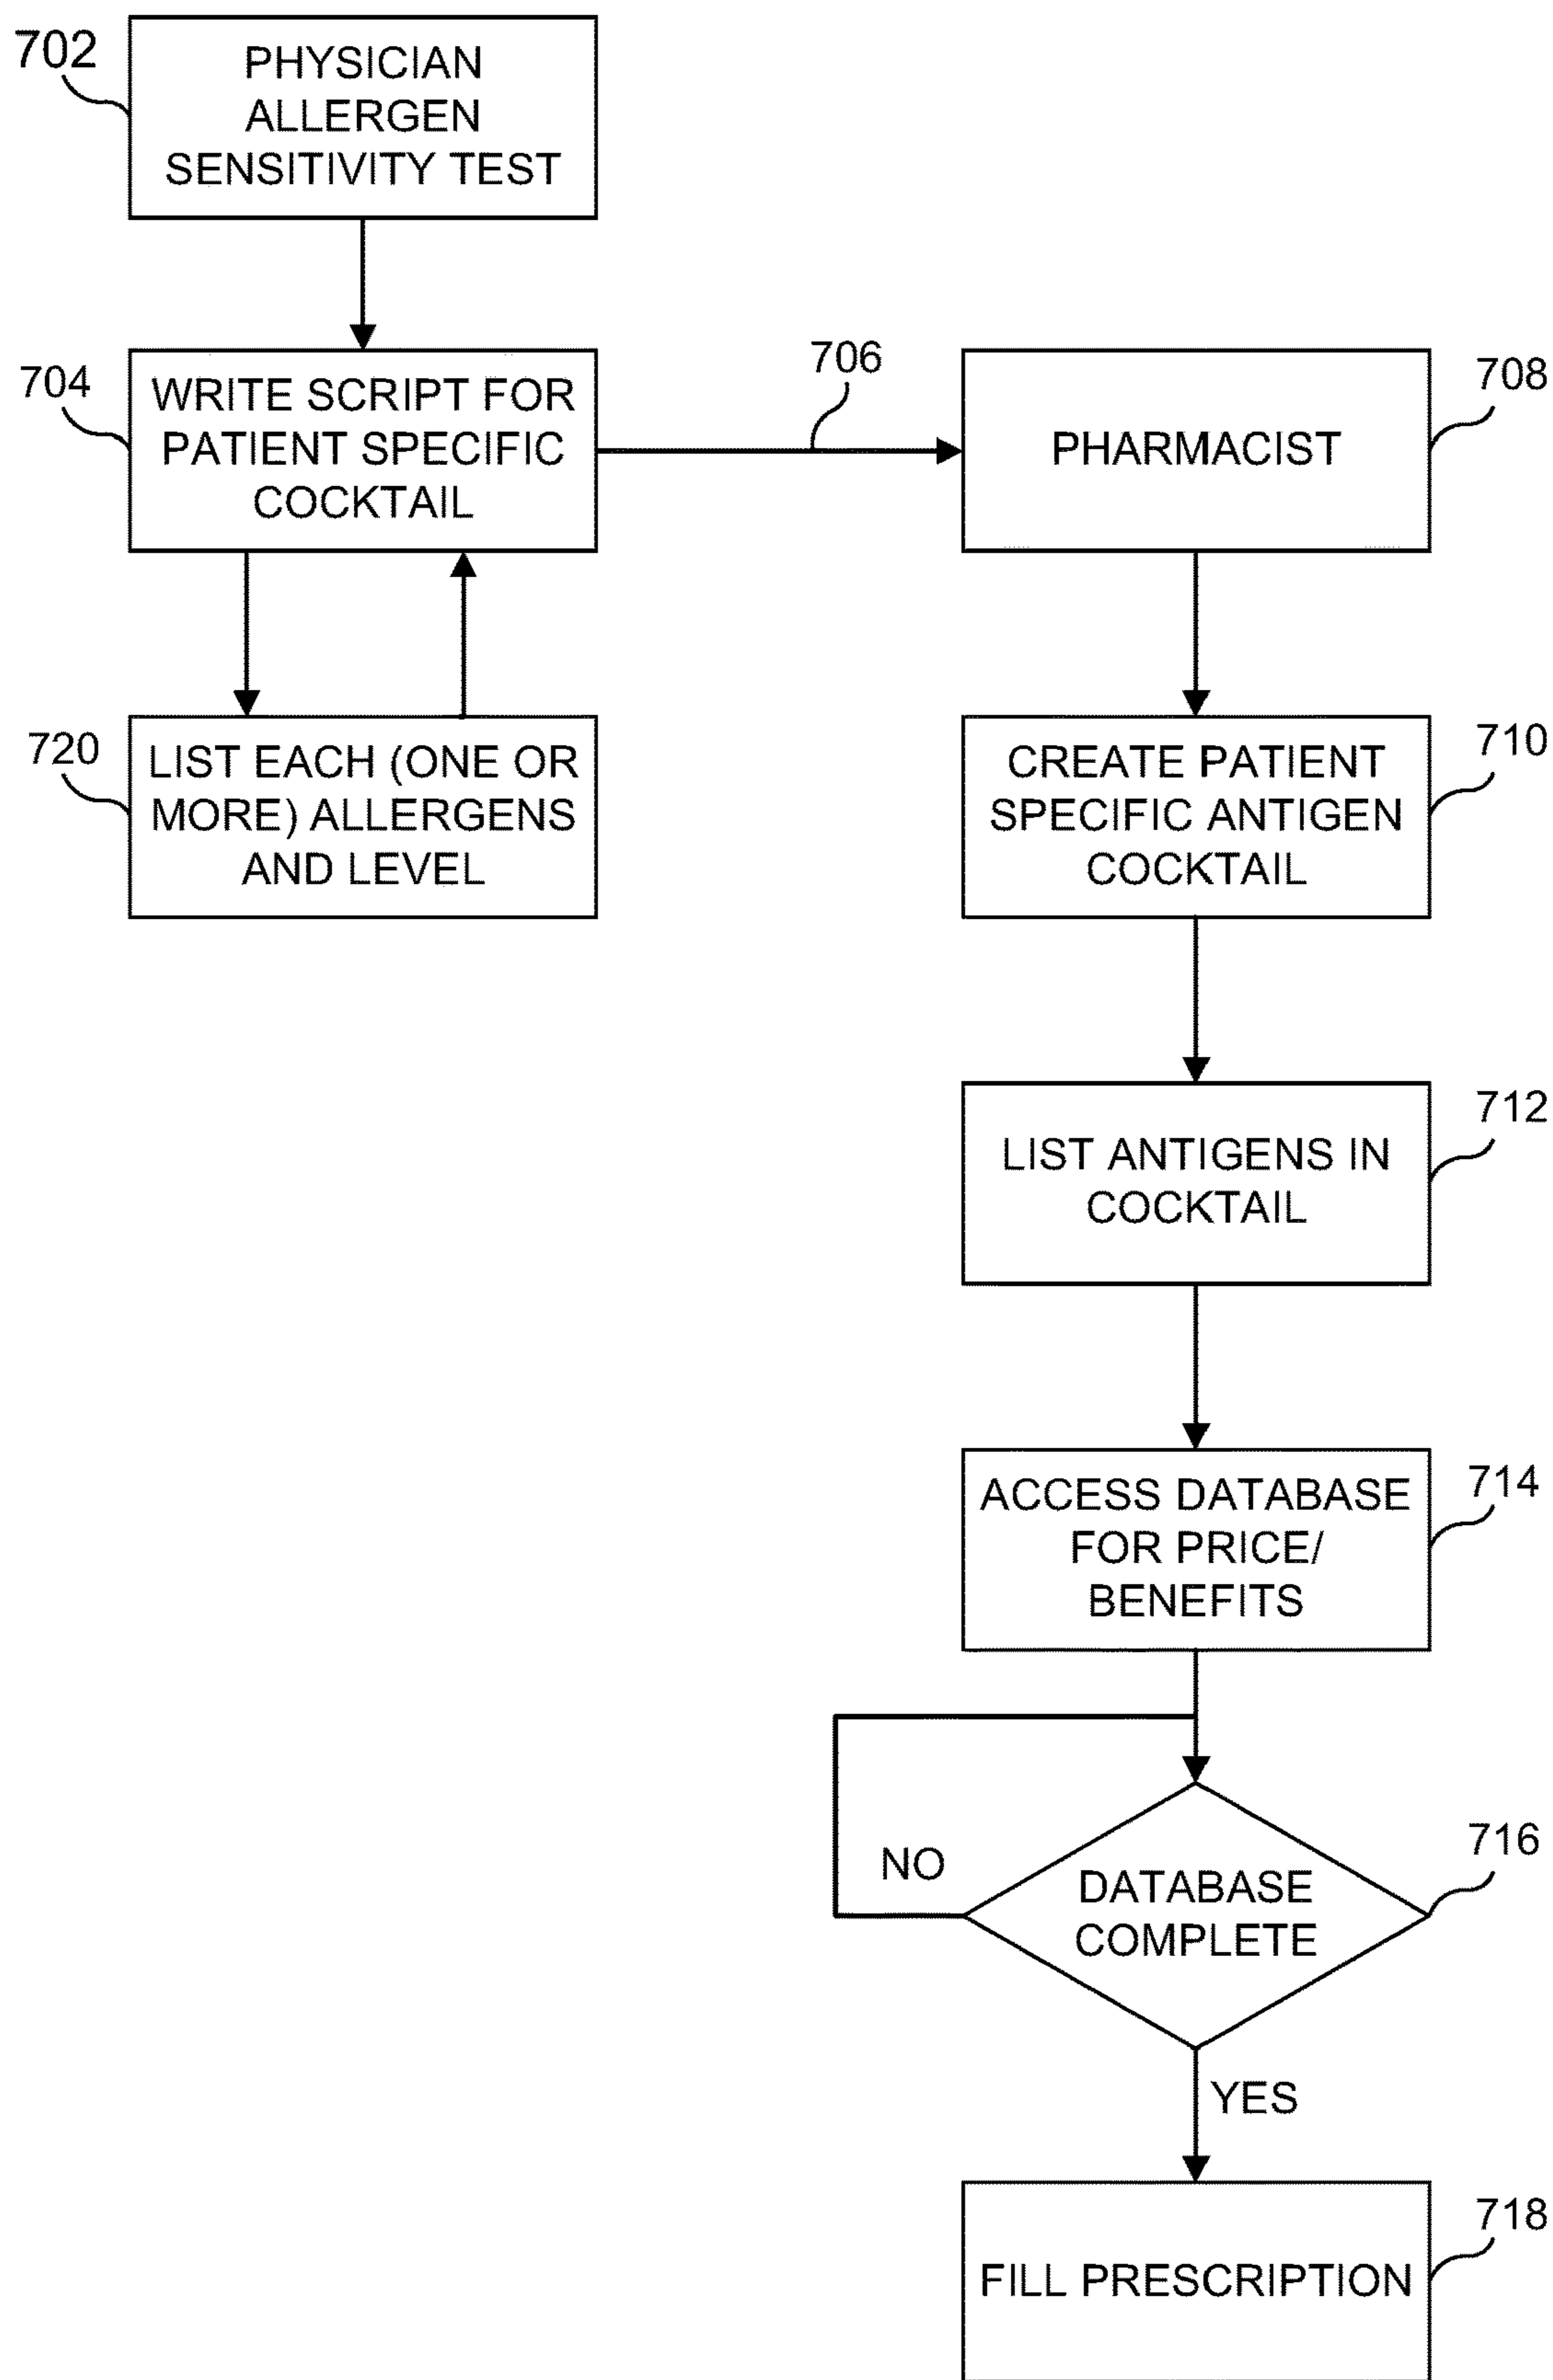 702
PHYSICIAN
ALLERGEN
SENSITIVITY TEST
704
WRITE SCRIPT FOR
PATIENT SPECIFIC
COCKTAIL
706
PHARMACIST
708
720
LIST EACH (ONE OR
MORE) ALLERGENS
AND LEVEL
CREATE PATIENT
SPECIFIC ANTIGEN
COCKTAIL
710
LIST ANTIGENS IN
COCKTAIL
712
ACCESS DATABASE
FOR PRICE/
BENEFITS
714
NO
DATABASE
COMPLETE
716
YES
FILL PRESCRIPTION
718